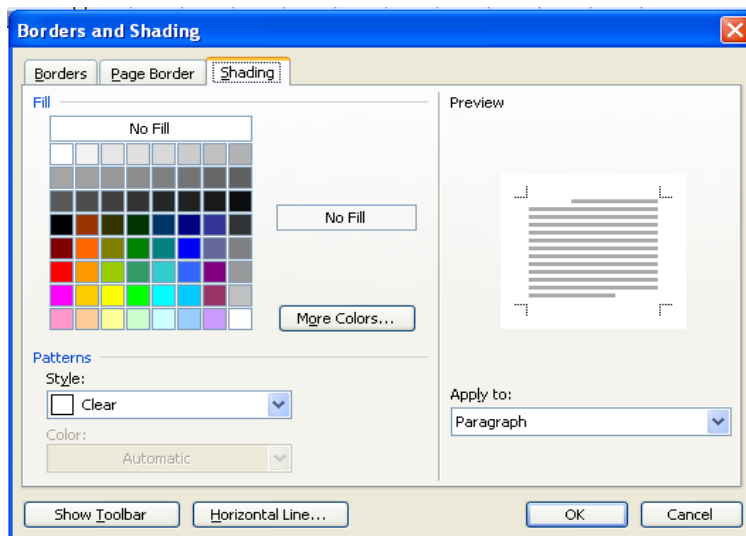 Borders and Shading
Borders Page Border Shading
Fill
No Fill
No Fill
More Colors...
Patterns
Style:
Clear
Color:
Automatic
Preview
Apply to:
Paragraph
Show Toolbar Horizontal Line... OK Cancel